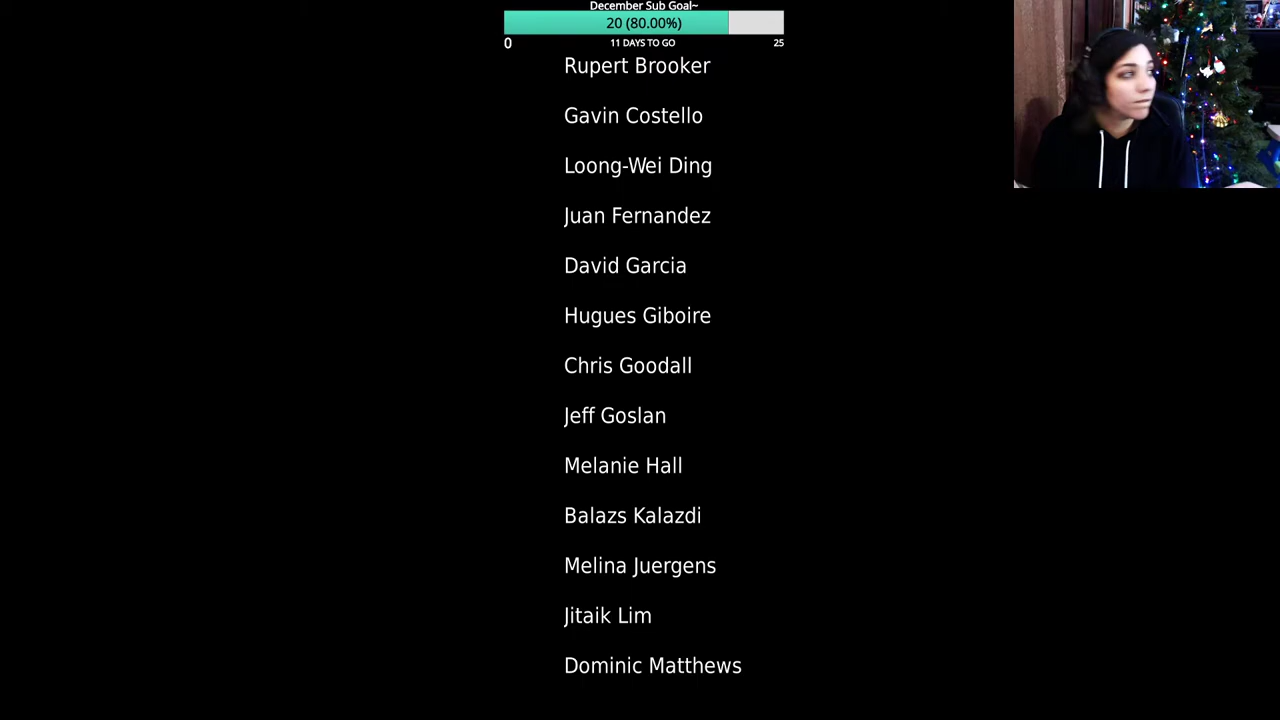 December Sub Goal~
20 (80.00%)
0 11 DAYS TO GO 25
Rupert Brooker
Gavin Costello
Loong-Wei Ding
Juan Fernandez
David Garcia
Hugues Giboire
Chris Goodall
Jeff Goslan
Melanie Hall
Balazs Kalazdi
Melina Juergens
Jitaik Lim
Dominic Matthews